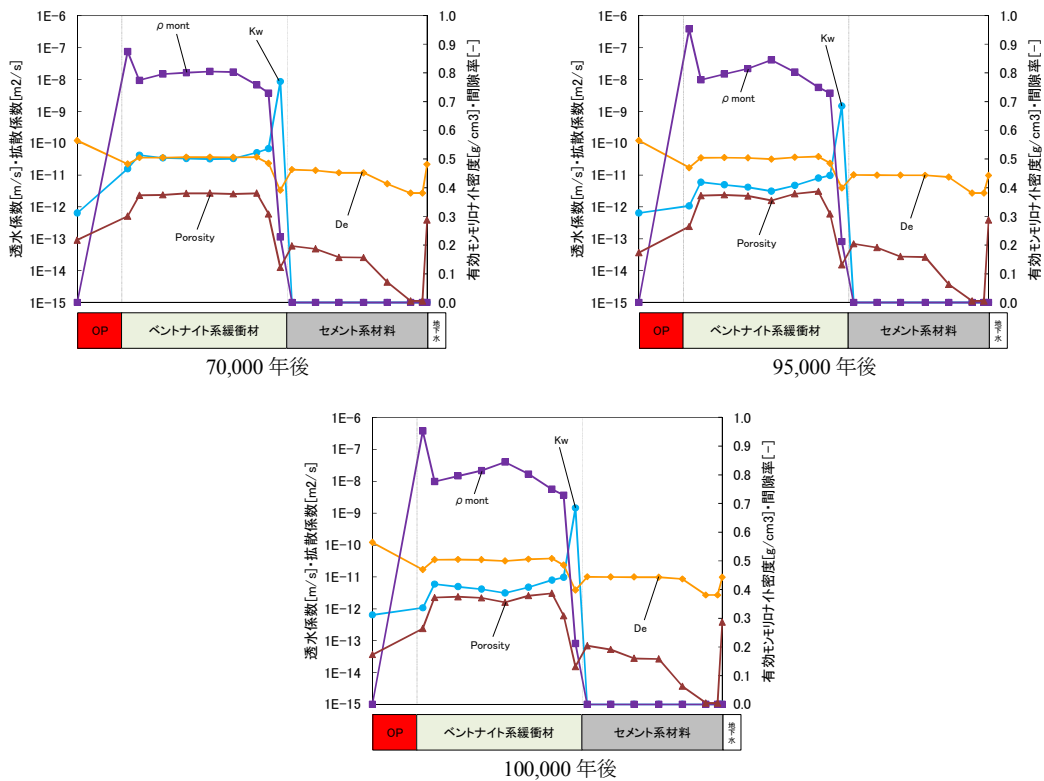 1E-6
1E-7
1E-8
1E-9
1E-10
1E-11
1E-12
1E-13
1E-14
1E-15
透水係数[m/s]・拡散係数[m2/s]
ρ mont
Kw
Porosity
De
1.0
0.9
0.8
0.7
0.6
0.5
0.4
0.3
0.2
0.1
0.0
有効モンモリロナイト密度[g/cm3]・間隙率[-]
OP
ベントナイト系緩衝材
セメント系材料
地下水
70,000 年後
1E-6
1E-7
1E-8
1E-9
1E-10
1E-11
1E-12
1E-13
1E-14
1E-15
透水係数[m/s]・拡散係数[m2/s]
Kw
ρ mont
Porosity
De
1.0
0.9
0.8
0.7
0.6
0.5
0.4
0.3
0.2
0.1
0.0
有効モンモリロナイト密度[g/cm3]・間隙率[-]
OP
ベントナイト系緩衝材
セメント系材料
地下水
95,000 年後
1E-6
1E-7
1E-8
1E-9
1E-10
1E-11
1E-12
1E-13
1E-14
1E-15
透水係数[m/s]・拡散係数[m2/s]
Kw
ρ mont
Porosity
De
1.0
0.9
0.8
0.7
0.6
0.5
0.4
0.3
0.2
0.1
0.0
有効モンモリロナイト密度[g/cm3]・間隙率[-]
OP
ベントナイト系緩衝材
セメント系材料
地下水
100,000 年後